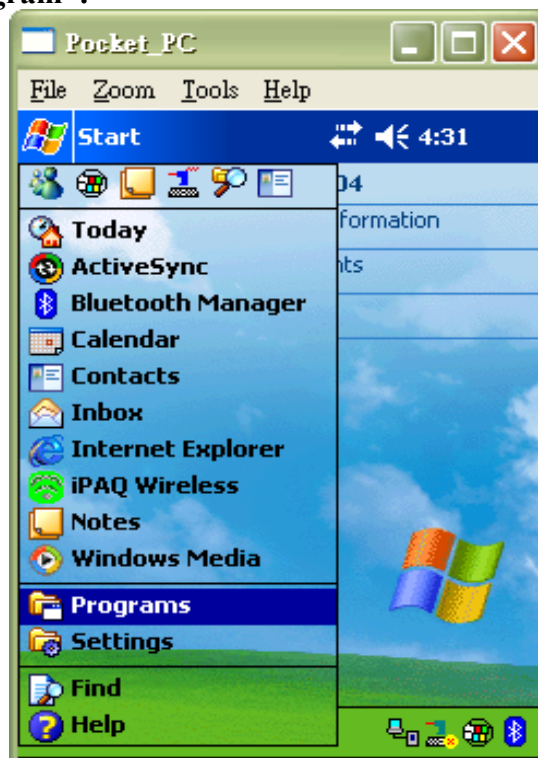 gram".
Pocket_PC
File Zoom Tools Help
Start 4:31
04
formation
Today
ActiveSync
nts
Bluetooth Manager
Calendar
Contacts
Inbox
Internet Explorer
iPAQ Wireless
Notes
Windows Media
Programs
Settings
Find
Help